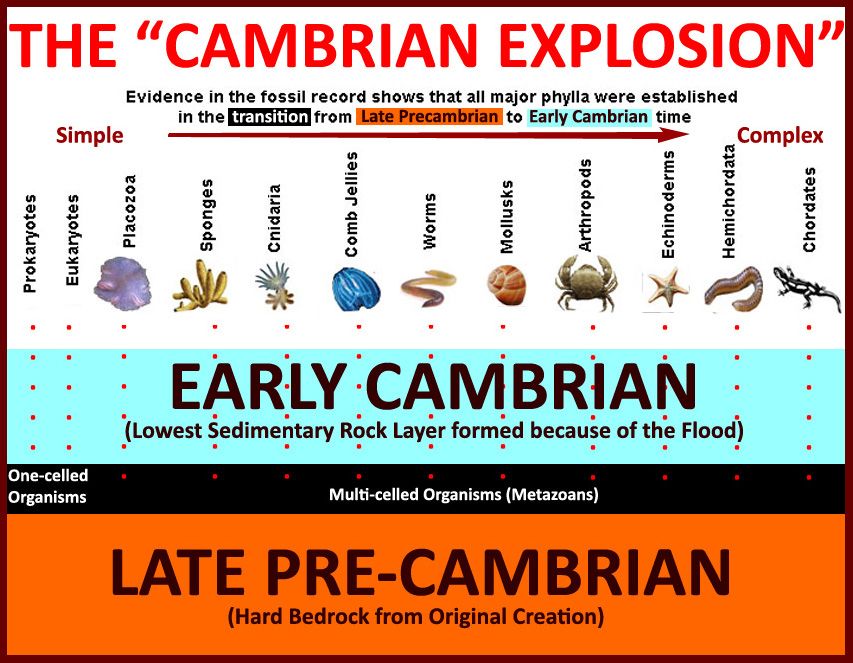 THE “CAMBRIAN EXPLOSION”
Evidence in the fossil record shows that all major phylla were established
in the transition from Late Precambrian to Early Cambrian time
Simple
Complex
Prokaryotes
Eukaryotes
Placozoa
Sponges
Cnidaria
Comb Jellies
Worms
Mollusks
Arthropods
Echinoderms
Hemichordata
Chordates
EARLY CAMBRIAN
(Lowest Sedimentary Rock Layer formed because of the Flood)
One-celled
Organisms
Multi-celled Organisms (Metazoans)
LATE PRE-CAMBRIAN
(Hard Bedrock from Original Creation)